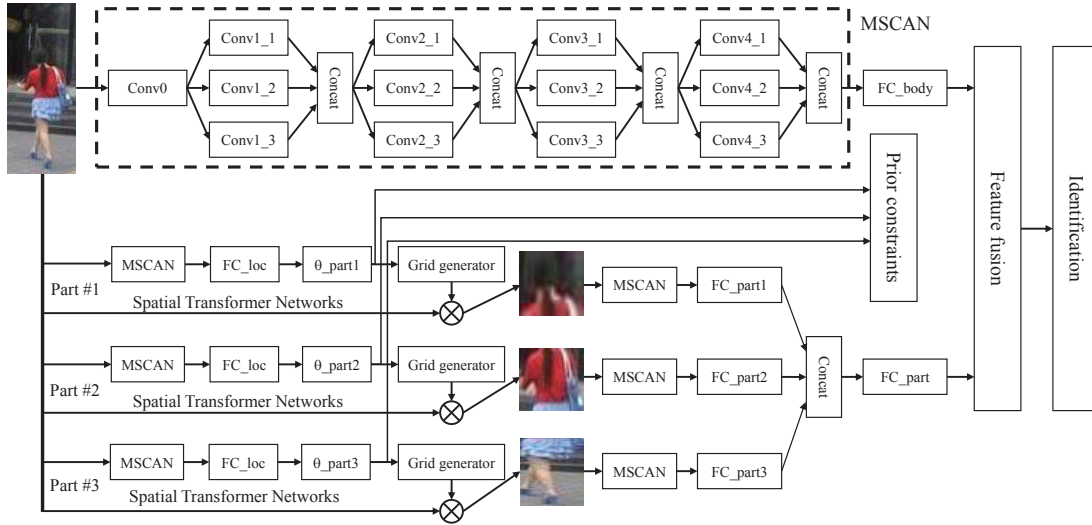 MSCAN
Conv0
Conv1_1
Conv1_2
Conv1_3
Concat
Conv2_1
Conv2_2
Conv2_3
Concat
Conv3_1
Conv3_2
Conv3_3
Concat
Conv4_1
Conv4_2
Conv4_3
Concat
FC_body
Prior constraints
Feature fusion
Identification
Part #1
MSCAN
FC_loc
θ_part1
Grid generator
Spatial Transformer Networks
MSCAN
FC_part1
Part #2
MSCAN
FC_loc
θ_part2
Grid generator
Spatial Transformer Networks
MSCAN
FC_part2
Concat
FC_part
Part #3
MSCAN
FC_loc
θ_part3
Grid generator
Spatial Transformer Networks
MSCAN
FC_part3